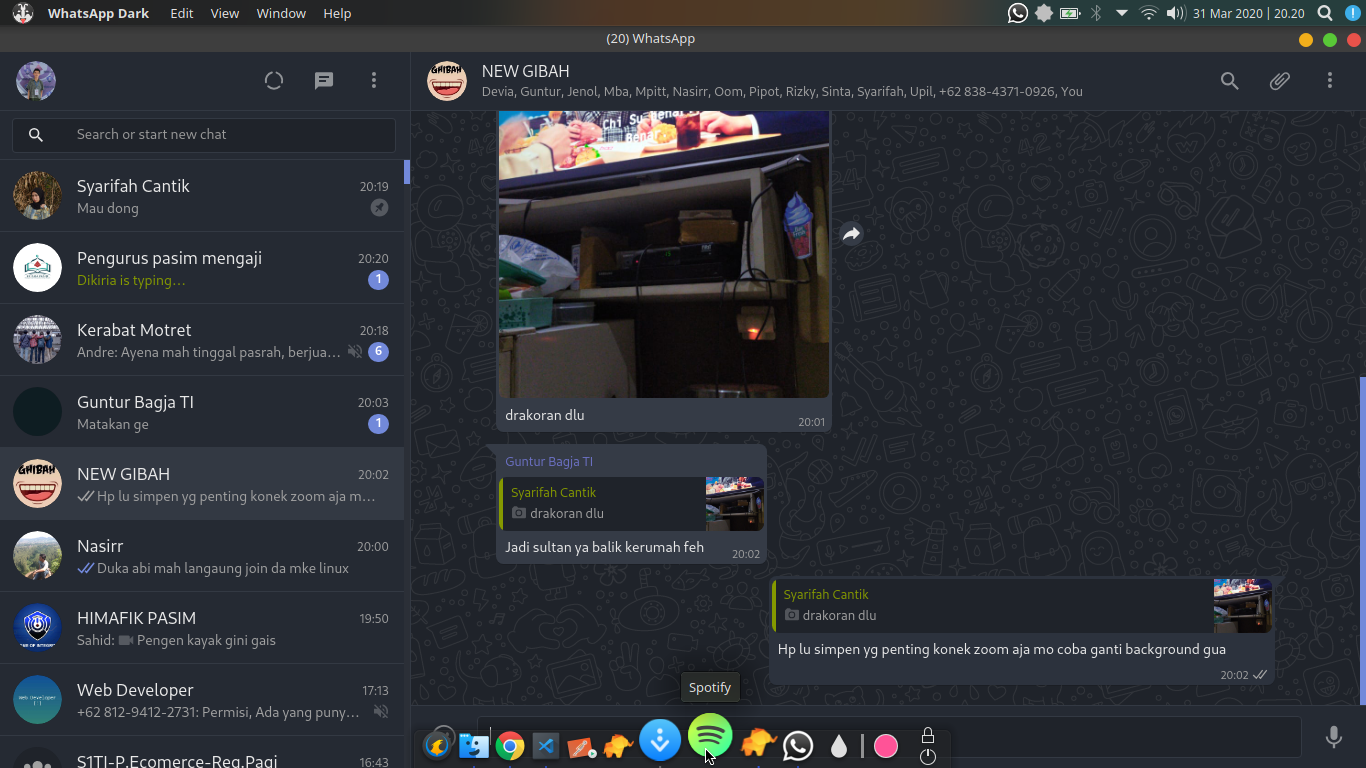 WhatsApp Dark Edit View Window Help 31 Mar 2020 | 20.20
(20) WhatsApp
GHIBAH
NEW GIBAH
Devia, Guntur, Jenol, Mba, Mpitt, Nasirr, Oom, Pipot, Rizky, Sinta, Syarifah, Upil, +62 838-4371-0926, You
Search or start new chat
Syarifah Cantik 20:19
Mau dong
Pengurus pasim mengaji 20:20
Dikiria is typing… 1
Kerabat Motret 20:18
Andre: Ayena mah tinggal pasrah, berjua… 6
Guntur Bagja TI 20:03
Matakan ge 1
GHIBAH
NEW GIBAH 20:02
Hp lu simpen yg penting konek zoom aja m…
Nasirr 20:00
Duka abi mah langaung join da mke linux
HIMAFIK PASIM 19:50
Sahid: Pengen kayak gini gais
Web Developer 17:13
+62 812-9412-2731: Permisi, Ada yang puny…
S1TI-P.Ecomerce-Reg.Pagi 16:43
Chi Su benar
Benar
drakoran dlu
20:01
Guntur Bagja TI
Syarifah Cantik
drakoran dlu
Jadi sultan ya balik kerumah feh 20:02
Syarifah Cantik
drakoran dlu
Hp lu simpen yg penting konek zoom aja mo coba ganti background gua
20:02
Spotify